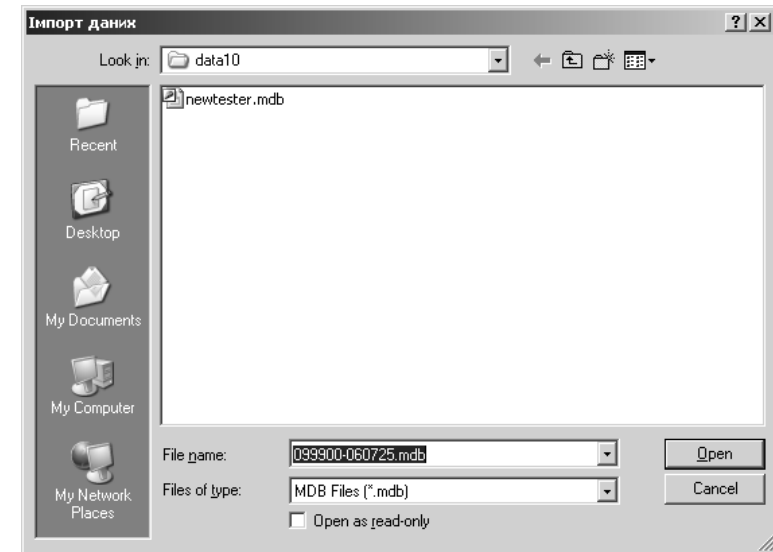 Імпорт даних
Look in: data10
newtester.mdb
Recent
Desktop
My Documents
My Computer
My Network
Places
File name: 099900-060725.mdb Open
Files of type: MDB Files (*.mdb) Cancel
Open as read-only